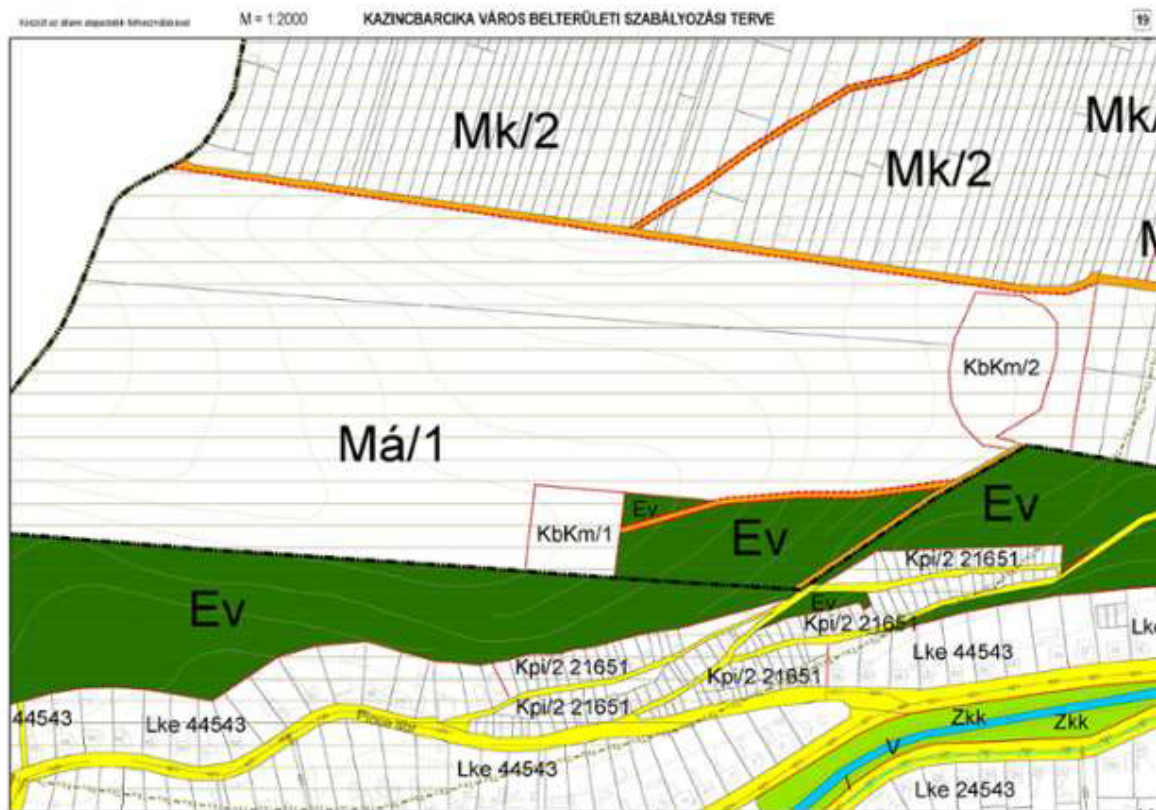 M = 1:2000
KAZINCBARCIKA VÁROS BELTERÜLETI SZABÁLYOZÁSI TERVE
19
Mk/2
Mk/
Mk/2
KbKm/2
Má/1
Ev
Ev
KbKm/1
Ev
Kpi/2 21651
Ev
Ev
Kpi/2 21651
Lke 44543
Kpi/2 21651
Kpi/2 21651
Kpi/2 21651
44543
Lke 44543
Zkk
Zkk
V
Lke 44543
Lke 24543